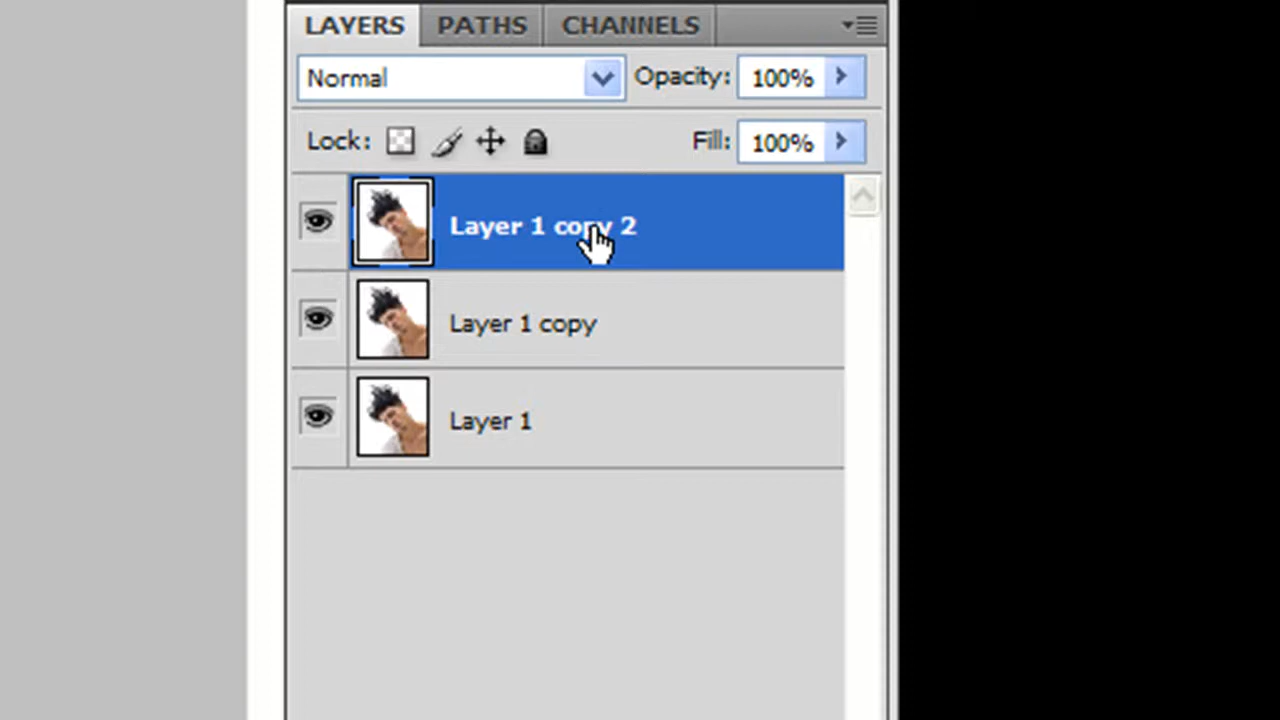 LAYERS PATHS CHANNELS
Normal Opacity: 100%
Lock: Fill: 100%
Layer 1 copy 2
Layer 1 copy
Layer 1